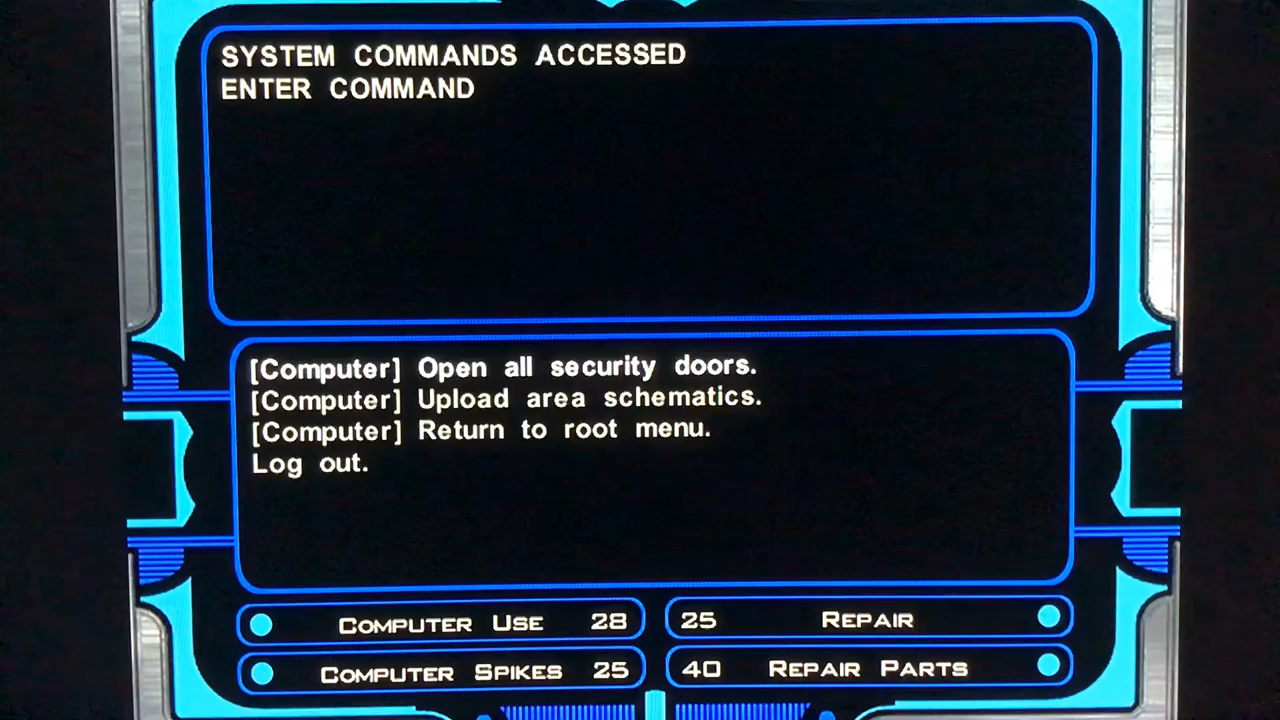 SYSTEM COMMANDS ACCESSED
ENTER COMMAND
[Computer] Open all security doors.
[Computer] Upload area schematics.
[Computer] Return to root menu.
Log out.
COMPUTER USE 28
25 REPAIR
COMPUTER SPIKES 25
40 REPAIR PARTS